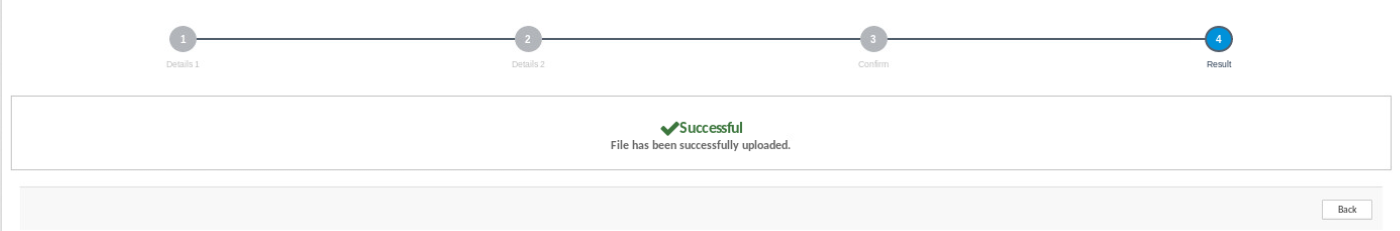 1 2 3 4
Details 1 Details 2 Confirm Result
Successful
File has been successfully uploaded.
Back